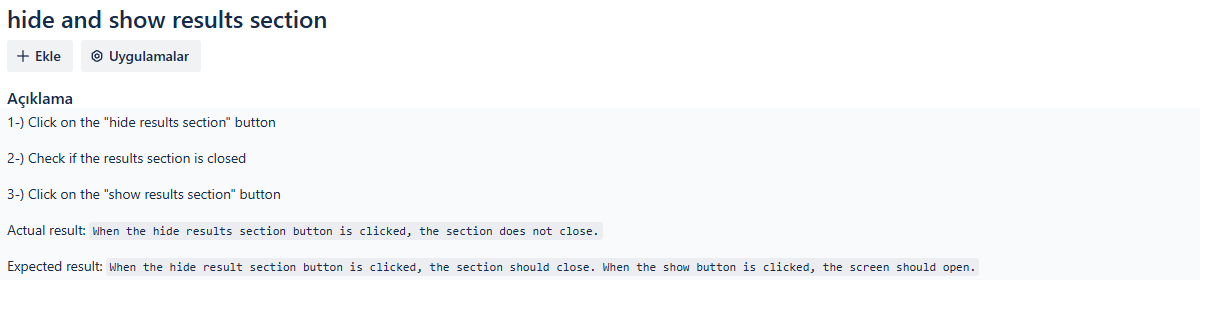 hide and show results section
Ekle Uygulamalar
Açıklama
1-) Click on the "hide results section" button
2-) Check if the results section is closed
3-) Click on the "show results section" button
Actual result: When the hide results section button is clicked, the section does not close.
Expected result: When the hide result section button is clicked, the section should close. When the show button is clicked, the screen should open.